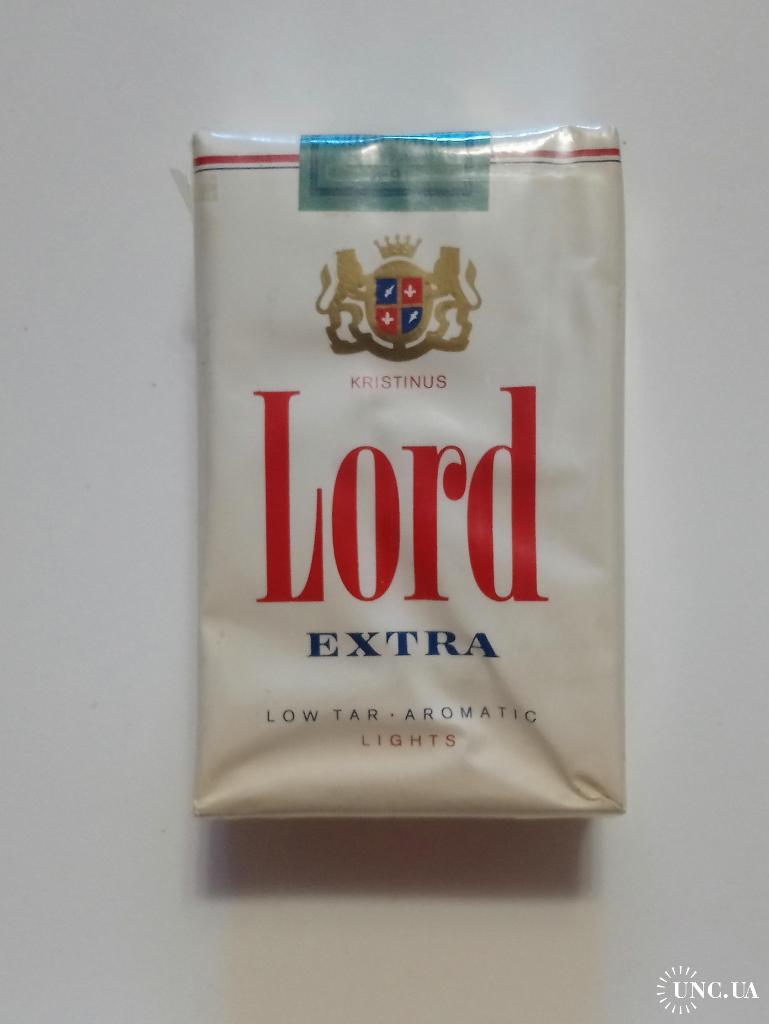 KRISTINUS
Lord
EXTRA
LOW TAR · AROMATIC
LIGHTS
UNC.UA